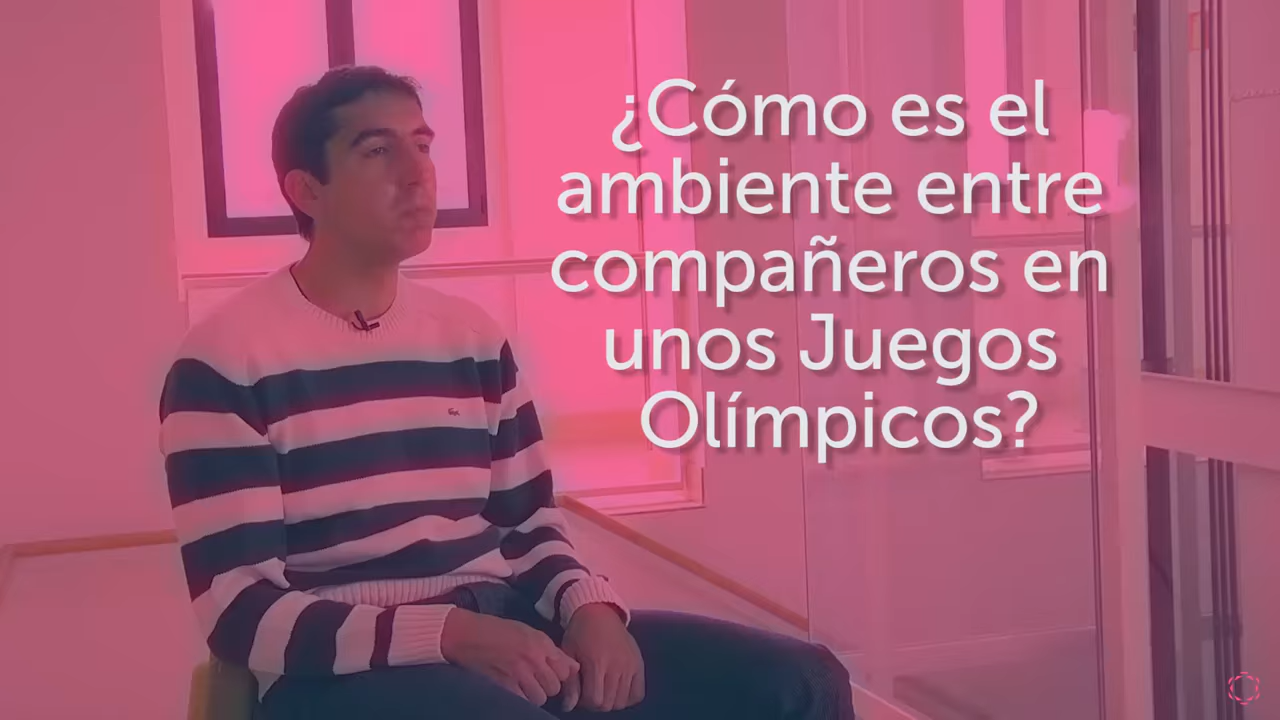 ¿Cómo es el
ambiente entre
compañeros en
unos Juegos
Olímpicos?